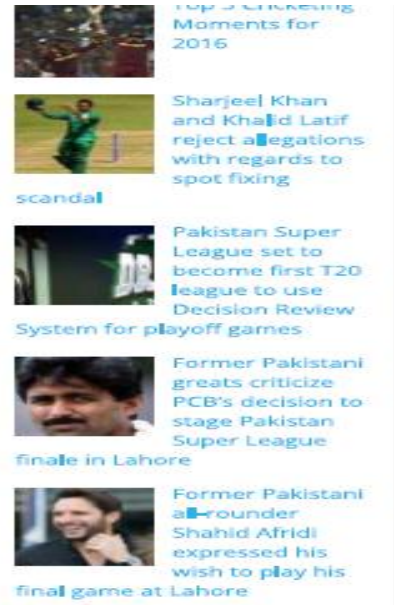 Top 5 Cricketing
Moments for
2016
Sharjeel Khan
and Khalid Latif
reject allegations
with regards to
spot fixing
scandal
Pakistan Super
League set to
become first T20
league to use
Decision Review
System for playoff games
Former Pakistani
greats criticize
PCB's decision to
stage Pakistan
Super League
finale in Lahore
Former Pakistani
all-rounder
Shahid Afridi
expressed his
wish to play his
final game at Lahore